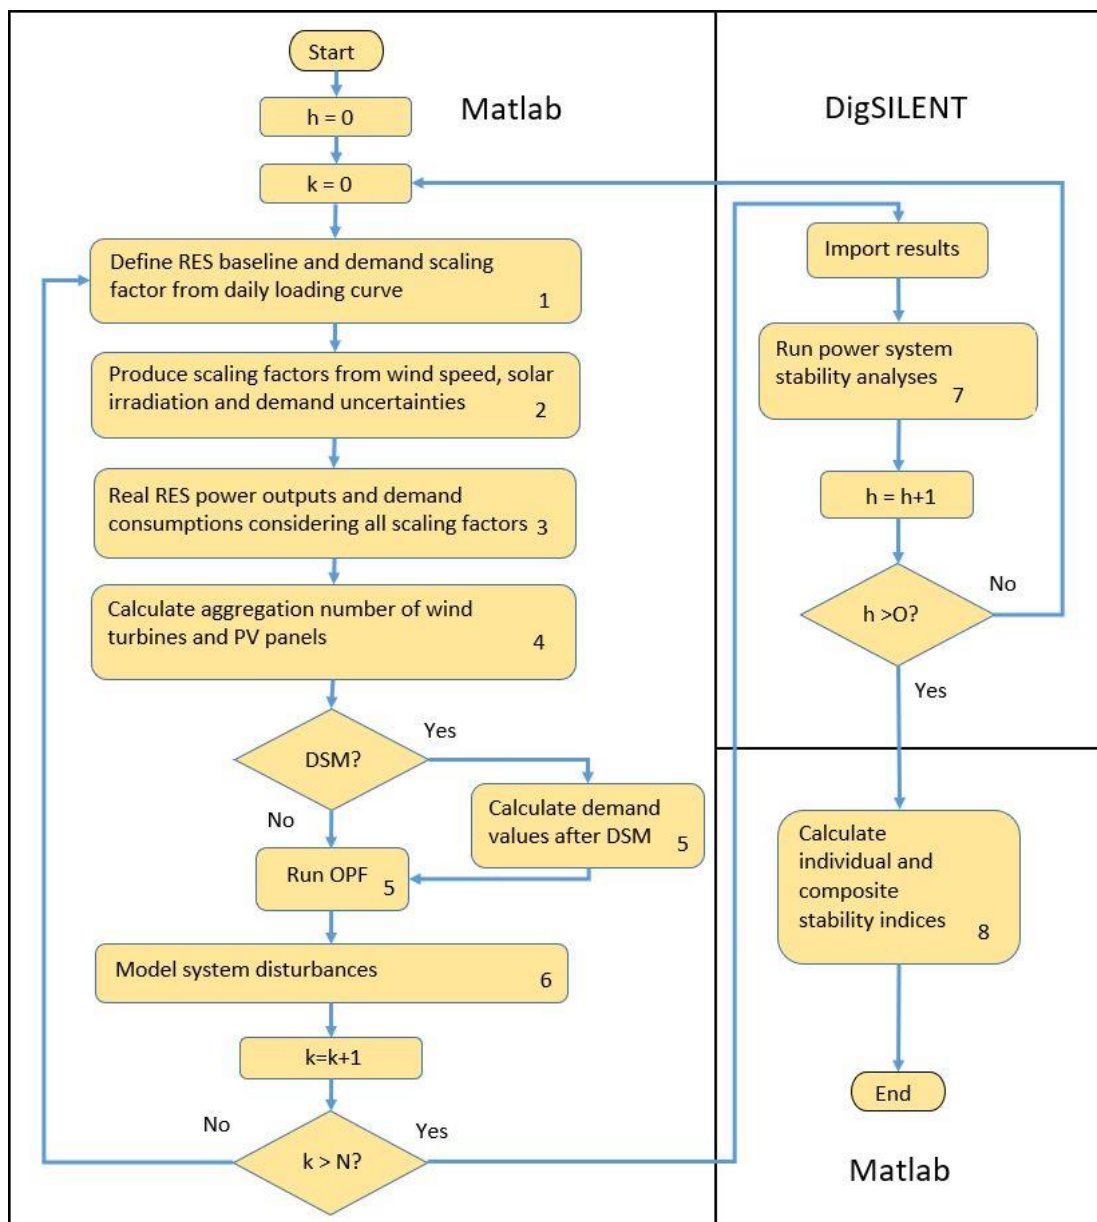 Start
h = 0
Matlab
k = 0
Define RES baseline and demand scaling
factor from daily loading curve
1
Produce scaling factors from wind speed, solar
irradiation and demand uncertainties
2
Real RES power outputs and demand
consumptions considering all scaling factors
3
Calculate aggregation number of wind
turbines and PV panels
4
DSM?
Yes
No
Calculate demand
values after DSM
5
Run OPF
5
Model system disturbances
6
k=k+1
k > N?
No
Yes
DigSILENT
Import results
Run power system
stability analyses
7
h = h+1
h >O?
No
Yes
Calculate
individual and
composite
stability indices
8
End
Matlab